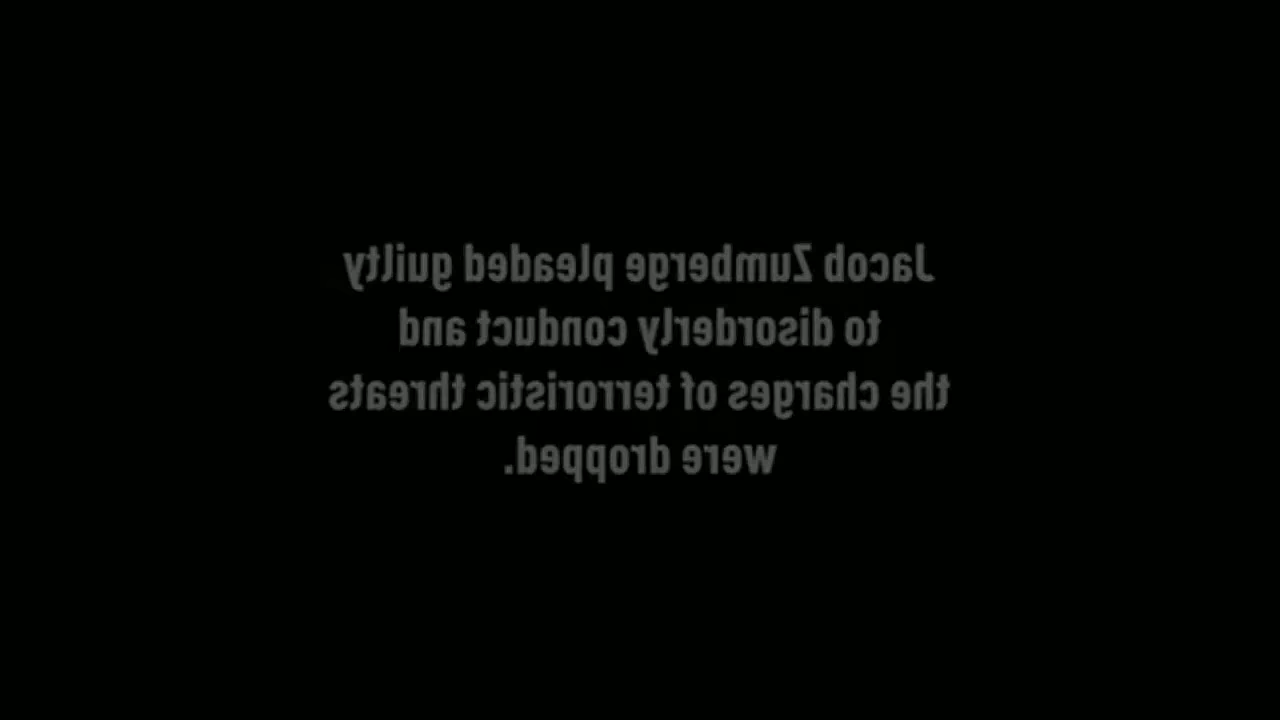 Jacob Zumberge pleaded guilty
to disorderly conduct and
the charges of terroristic threats
were dropped.